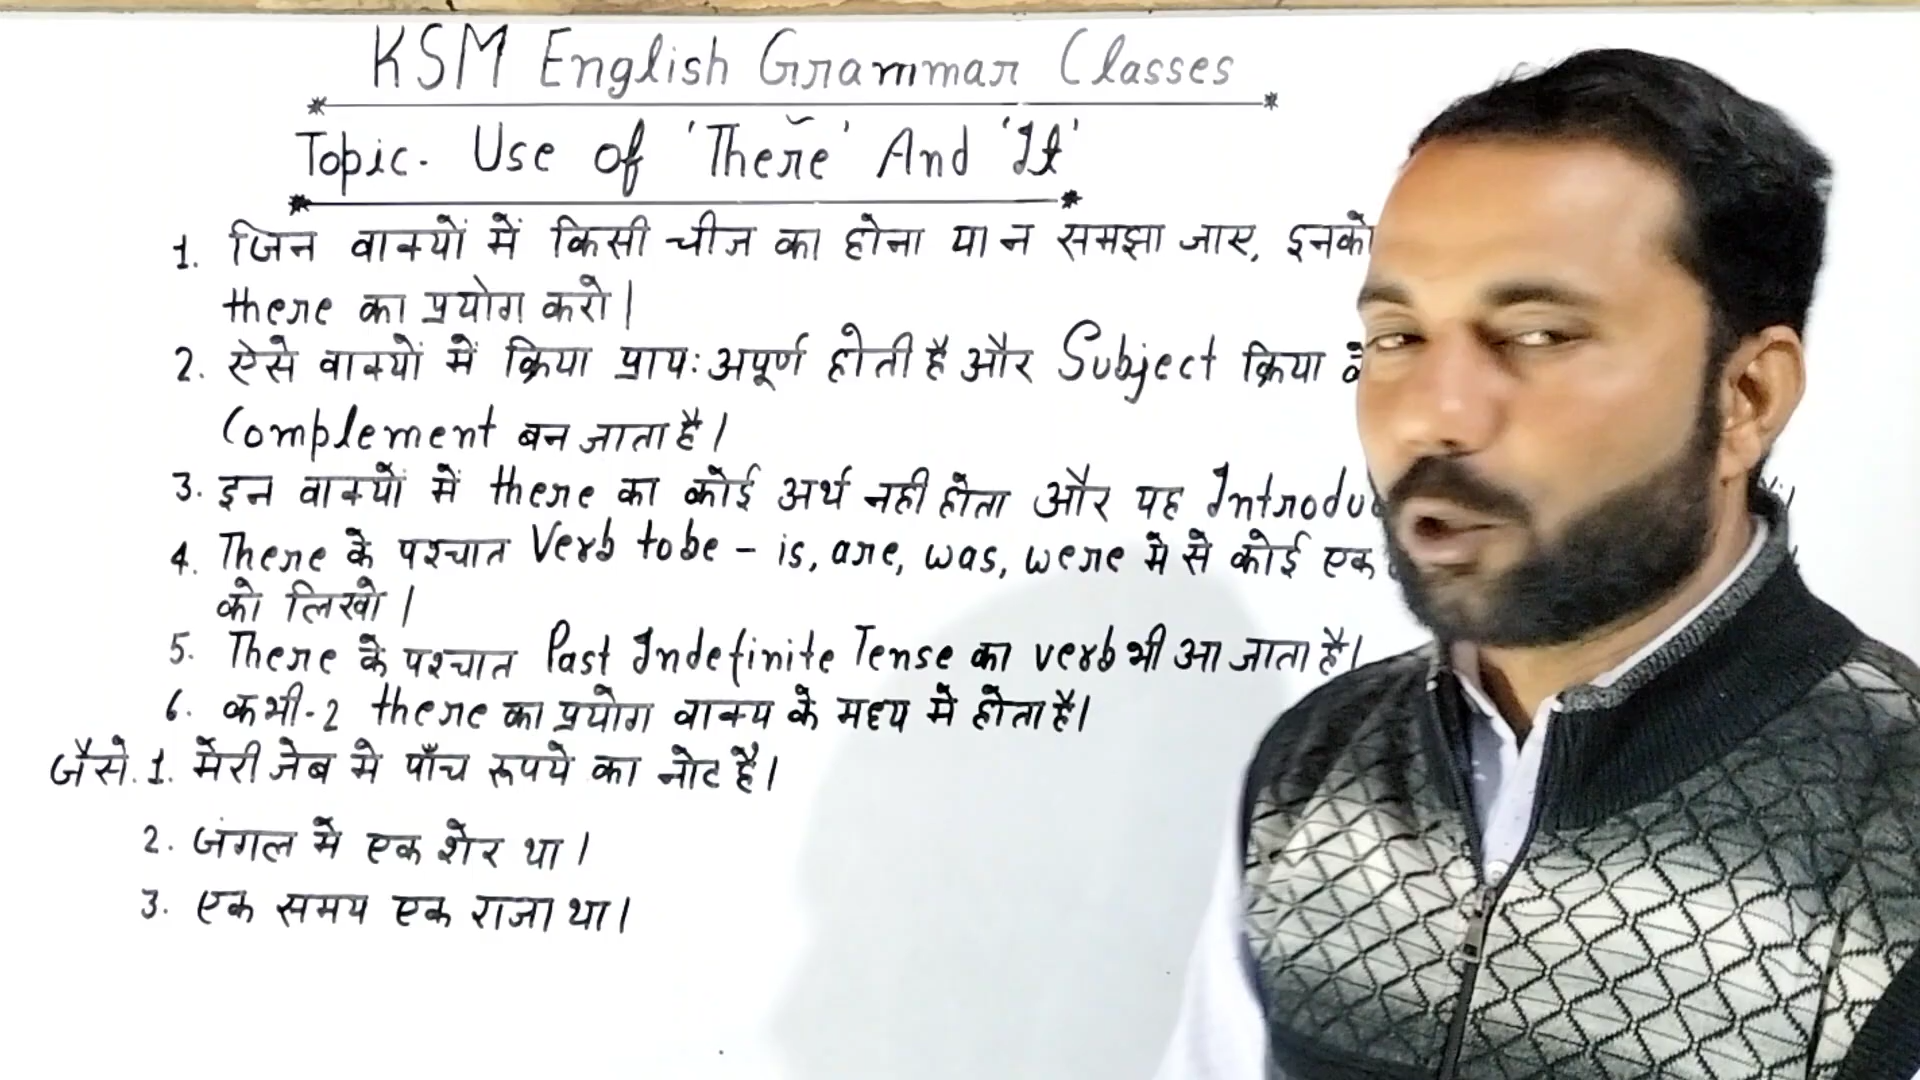 KSM English Grammar Classes
Topic. Use of 'There' And 'It'
1. जिन वाक्यों में किसी चीज का होना या न समझा जाए, इनको
there का प्रयोग करो।
2. ऐसे वाक्यों में क्रिया प्रायः अपूर्ण होती है और Subject क्रिया
Complement बन जाता है।
3. इन वाक्यों में there का कोई अर्थ नही होता और यह
4. There के पश्चात Verb to be - is, are, was, were मे से कोई एक
को लिखो।
5. There के पश्चात Past Indefinite Tense का verb भी आ जाता है।
6. कभी-2 there का प्रयोग वाक्य के मध्य मे होता है।
जैसे. 1. मेरी जेब मे पाँच रूपये का नोट है।
2. जंगल मे एक शेर था।
3. एक समय एक राजा था।